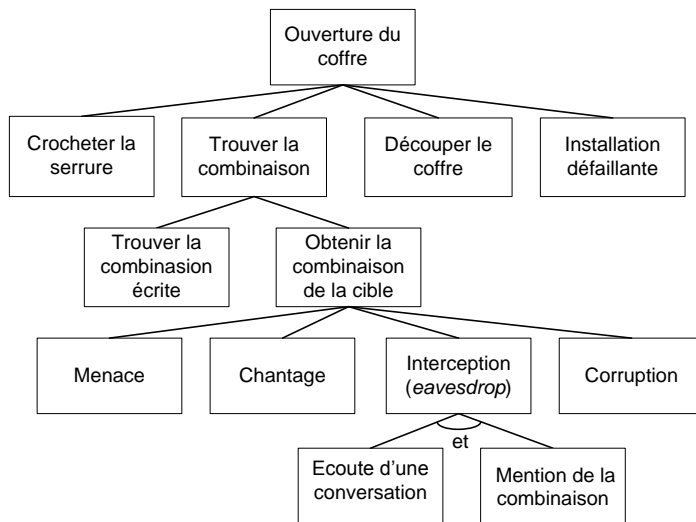 Ouverture du
coffre
Crocheter la
serrure
Trouver la
combinaison
Découper le
coffre
Installation
défaillante
Trouver la
combinasion
écrite
Obtenir la
combinaison
de la cible
Menace
Chantage
Interception
(eavesdrop)
Corruption
et
Ecoute d'une
conversation
Mention de la
combinaison